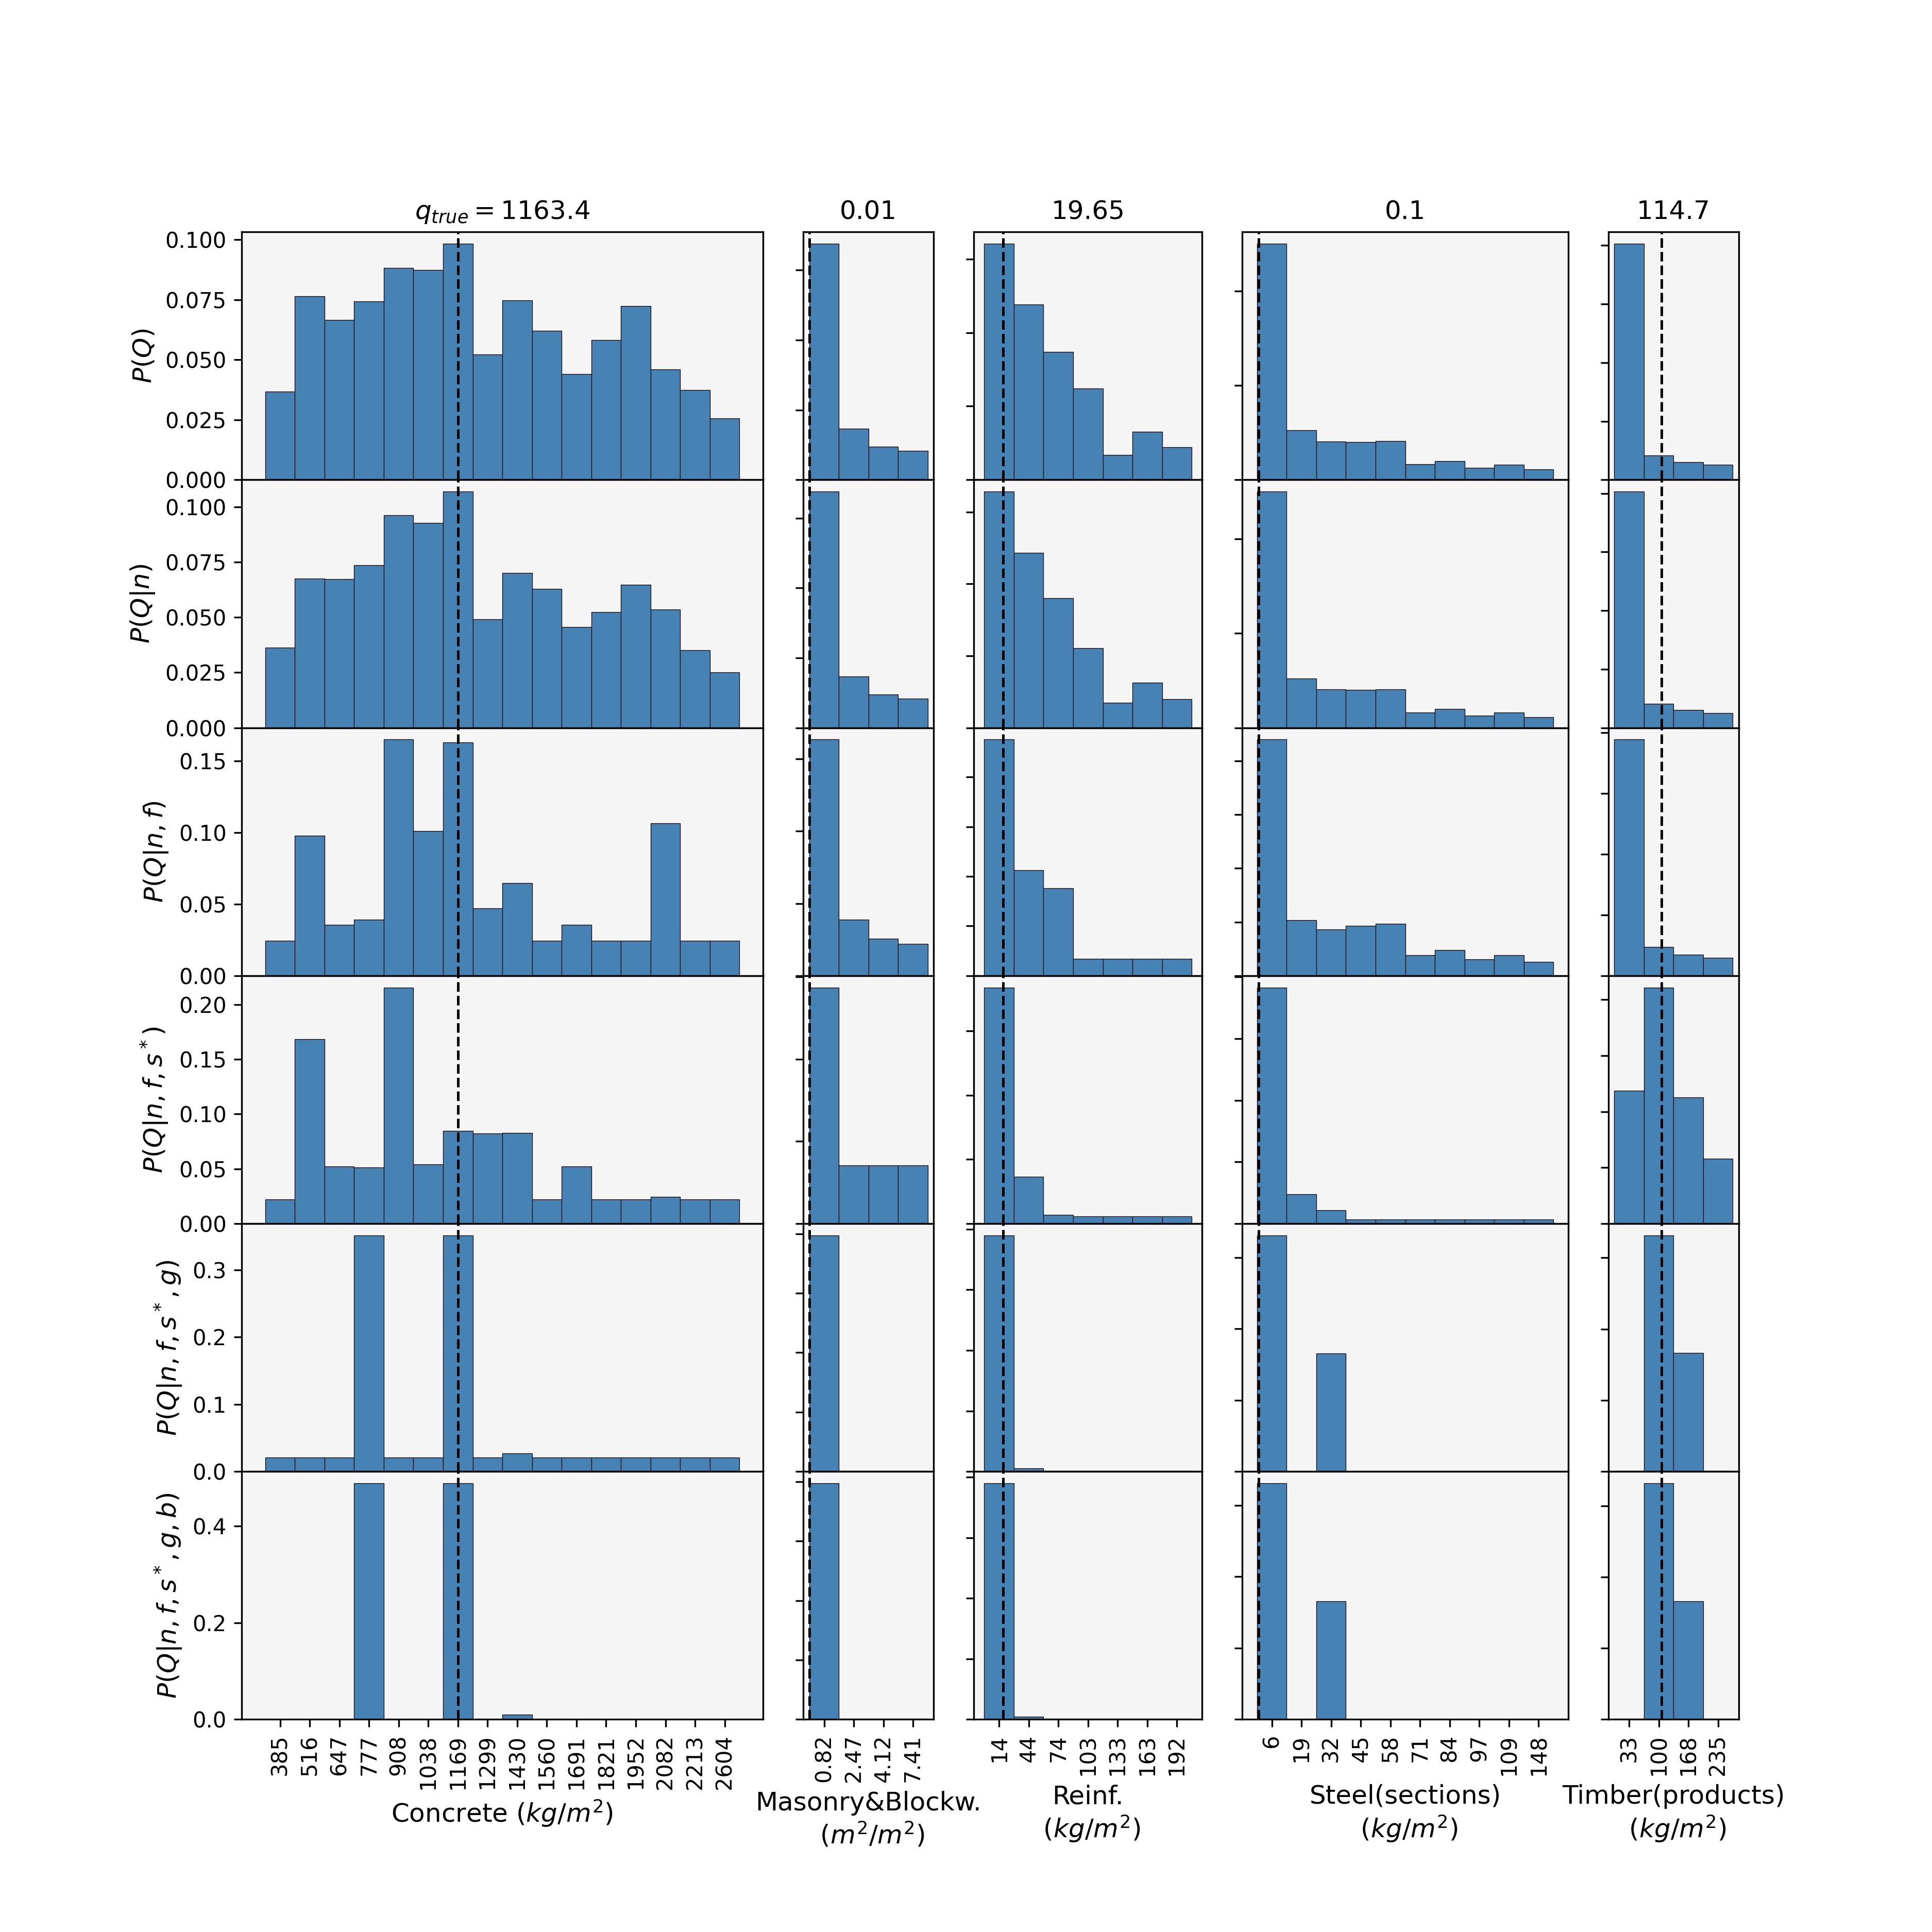 q_true = 1163.4 0.01 19.65 0.1 114.7
P(Q)
0.100
0.075
0.050
0.025
0.000
P(Q|n)
0.100
0.075
0.050
0.025
0.000
P(Q|n, f)
0.15
0.10
0.05
0.00
P(Q|n, f, s*)
0.20
0.15
0.10
0.05
0.00
P(Q|n, f, s*, g)
0.3
0.2
0.1
0.0
P(Q|n, f, s*, g, b)
0.4
0.2
0.0
385 516 647 777 908 1038 1169 1299 1430 1560 1691 1821 1952 2082 2213 2604
Concrete (kg/m²)
0.82 2.47 4.12 7.41
Masonry&Blockw.
(m²/m²)
14 44 74 103 133 163 192
Reinf.
(kg/m²)
6 19 32 45 58 71 84 97 109 148
Steel(sections)
(kg/m²)
33 100 168 235
Timber(products)
(kg/m²)